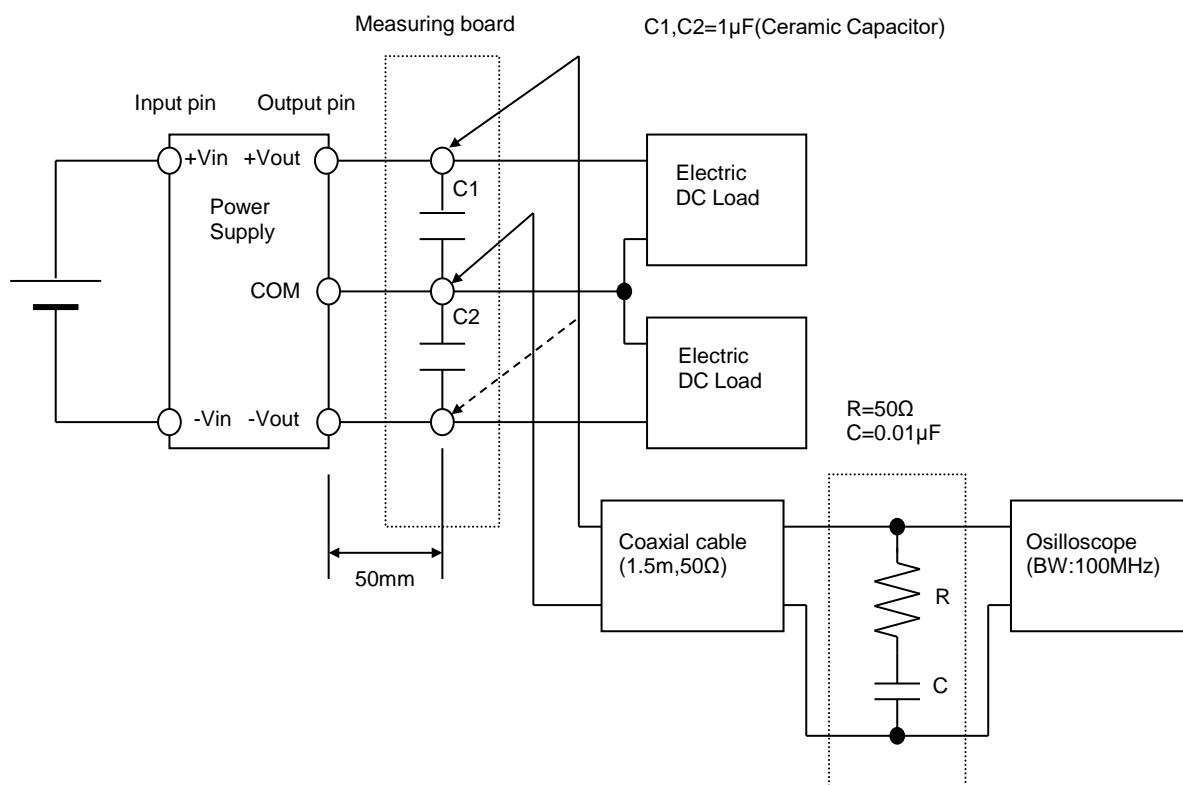 Measuring board
C1,C2=1µF(Ceramic Capacitor)
Input pin
Output pin
+Vin
+Vout
Power
Supply
C1
Electric
DC Load
COM
C2
Electric
DC Load
-Vin
-Vout
R=50Ω
C=0.01µF
50mm
Coaxial cable
(1.5m,50Ω)
R
C
Osilloscope
(BW:100MHz)